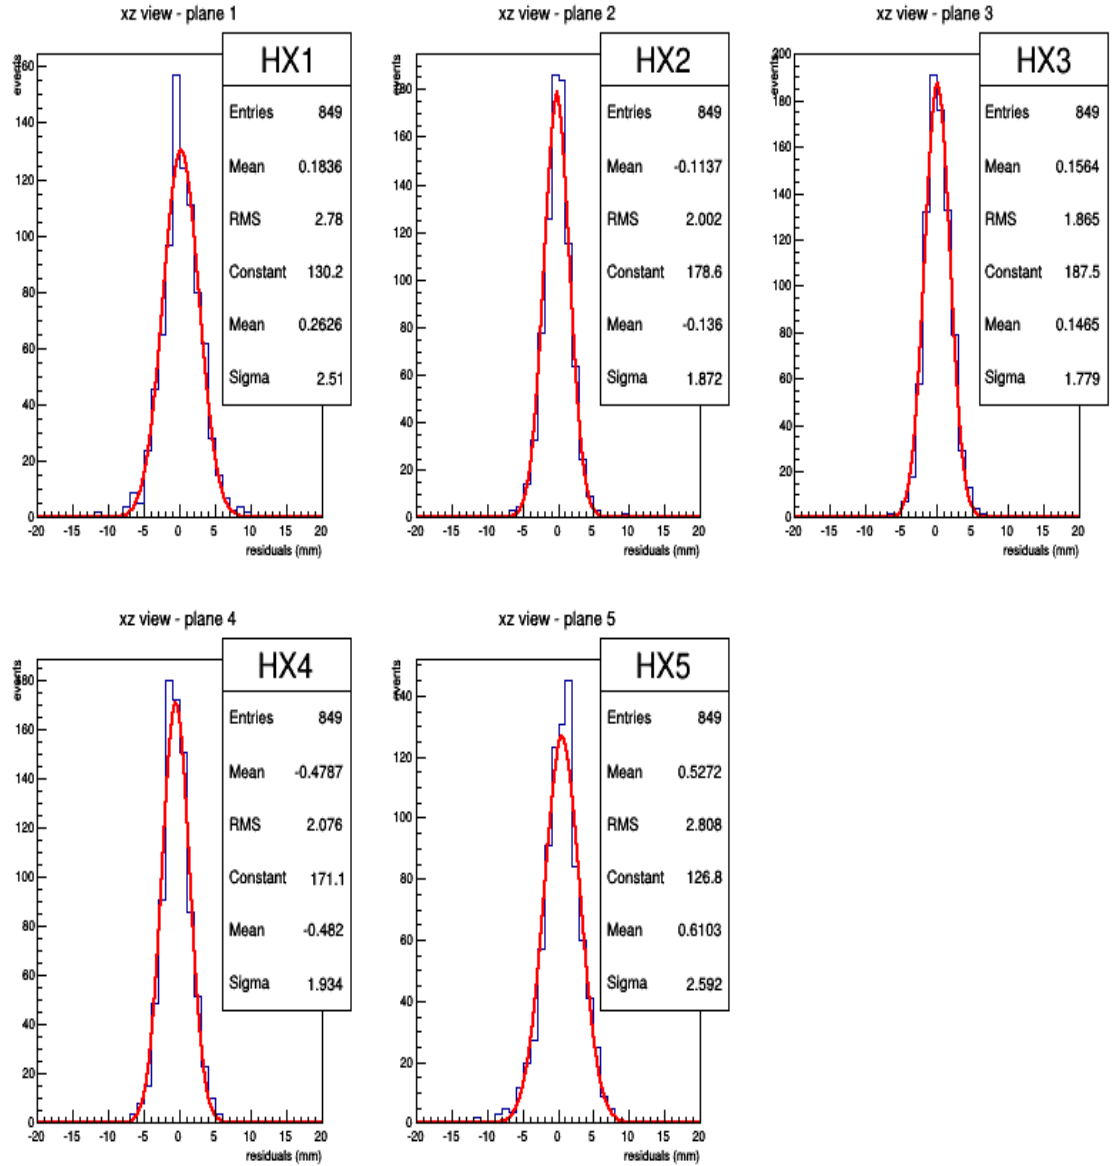 xz view - plane 1
events
HX1
Entries 849
Mean 0.1836
RMS 2.78
Constant 130.2
Mean 0.2626
Sigma 2.51
160
140
120
100
80
60
40
20
0
-20 -15 -10 -5 0 5 10 15 20
residuals (mm)
xz view - plane 2
events
HX2
Entries 849
Mean -0.1137
RMS 2.002
Constant 178.6
Mean -0.136
Sigma 1.872
180
160
140
120
100
80
60
40
20
0
-20 -15 -10 -5 0 5 10 15 20
residuals (mm)
xz view - plane 3
events
HX3
Entries 849
Mean 0.1564
RMS 1.865
Constant 187.5
Mean 0.1465
Sigma 1.779
200
180
160
140
120
100
80
60
40
20
0
-20 -15 -10 -5 0 5 10 15 20
residuals (mm)
xz view - plane 4
events
HX4
Entries 849
Mean -0.4787
RMS 2.076
Constant 171.1
Mean -0.482
Sigma 1.934
180
160
140
120
100
80
60
40
20
0
-20 -15 -10 -5 0 5 10 15 20
residuals (mm)
xz view - plane 5
events
HX5
Entries 849
Mean 0.5272
RMS 2.808
Constant 126.8
Mean 0.6103
Sigma 2.592
140
120
100
80
60
40
20
0
-20 -15 -10 -5 0 5 10 15 20
residuals (mm)